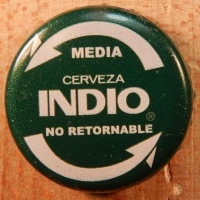 MEDIA
CERVEZA
INDIO®
NO RETORNABLE